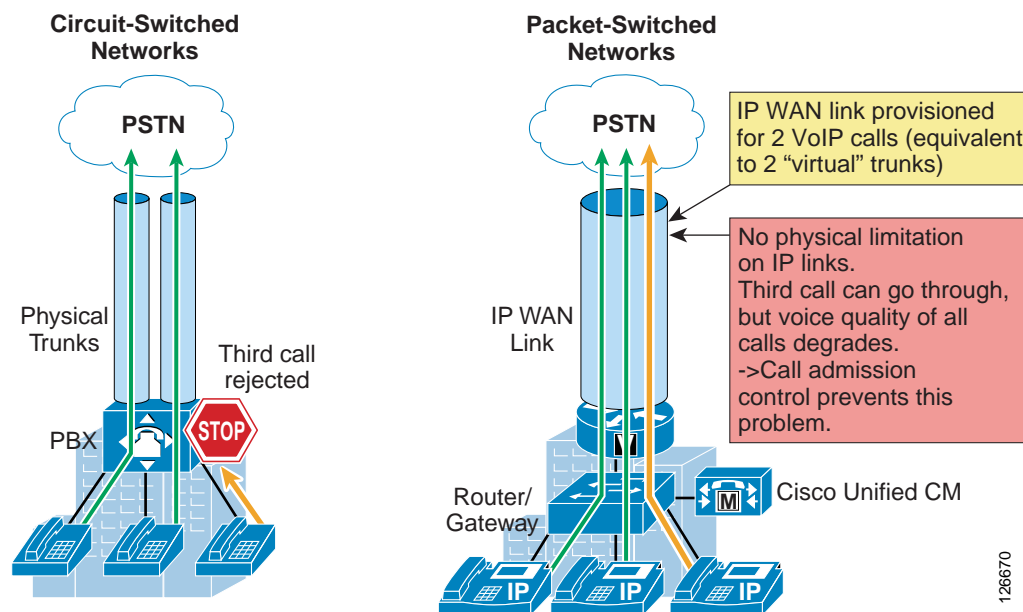 Circuit-Switched
Networks
PSTN
Physical
Trunks
Third call
rejected
PBX
STOP
Packet-Switched
Networks
PSTN
IP WAN link provisioned
for 2 VoIP calls (equivalent
to 2 “virtual” trunks)
No physical limitation
on IP links.
Third call can go through,
but voice quality of all
calls degrades.
->Call admission
control prevents this
problem.
IP WAN
Link
V
Router/
Gateway
M
Cisco Unified CM
IP
IP
IP
126670